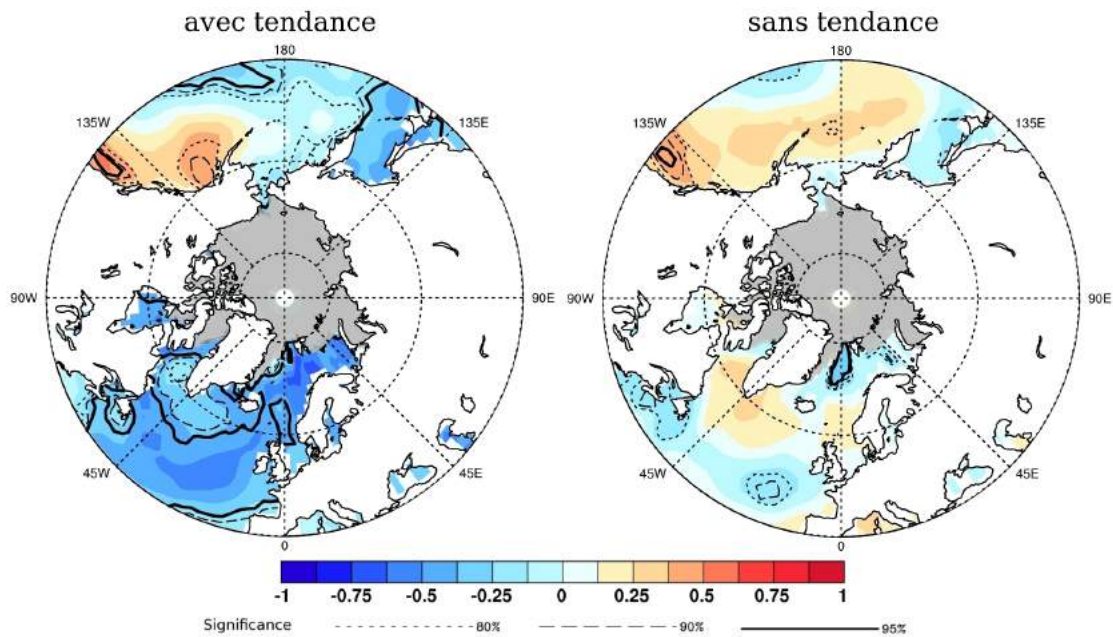 avec tendance
sans tendance
180
180
135W
135E
135W
135E
90W
90E
90W
90E
45W
45E
45W
45E
0
0
-1 -0.75 -0.5 -0.25 0 0.25 0.5 0.75 1
Significance 80% 90% 95%